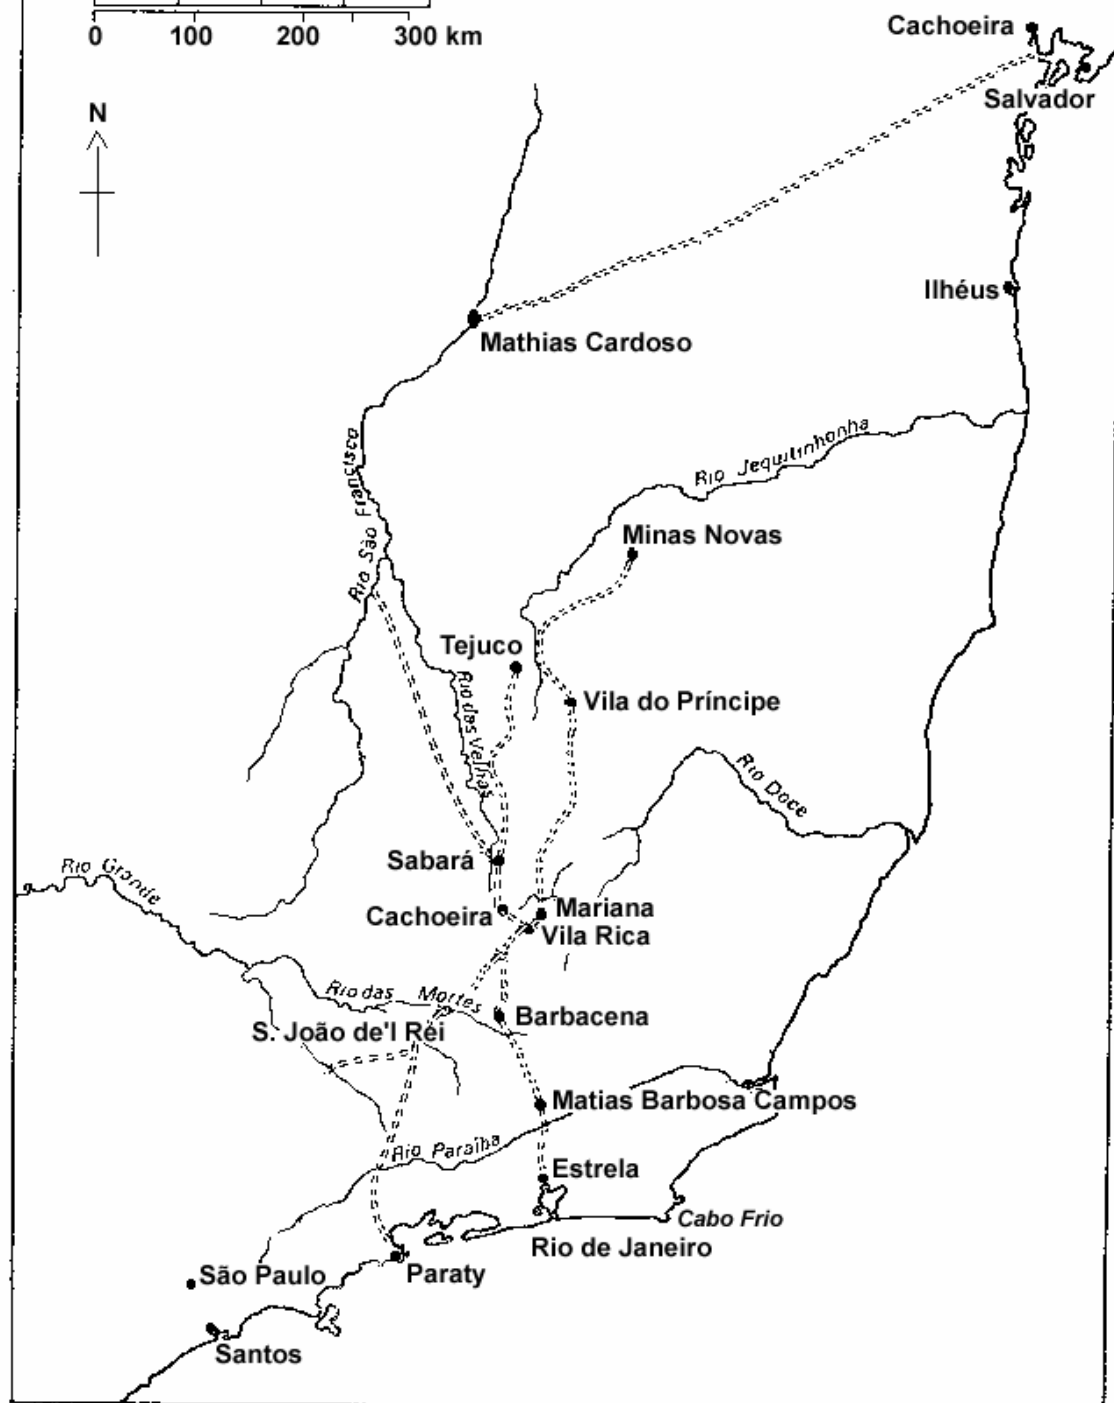 0 100 200 300 km
Cachoeira
N
Salvador
Ilhéus
Mathias Cardoso
Rio São Francisco
Rio Jequitinhonha
Minas Novas
Tejuco
Rio das Velhas
Vila do Príncipe
Rio Doce
Sabará
Rio Grande
Cachoeira
Mariana
Vila Rica
Rio das Mortes
Barbacena
S. João de'l Rei
Matias Barbosa Campos
Rio Paraíba
Estrela
Cabo Frio
Rio de Janeiro
São Paulo
Paraty
Santos